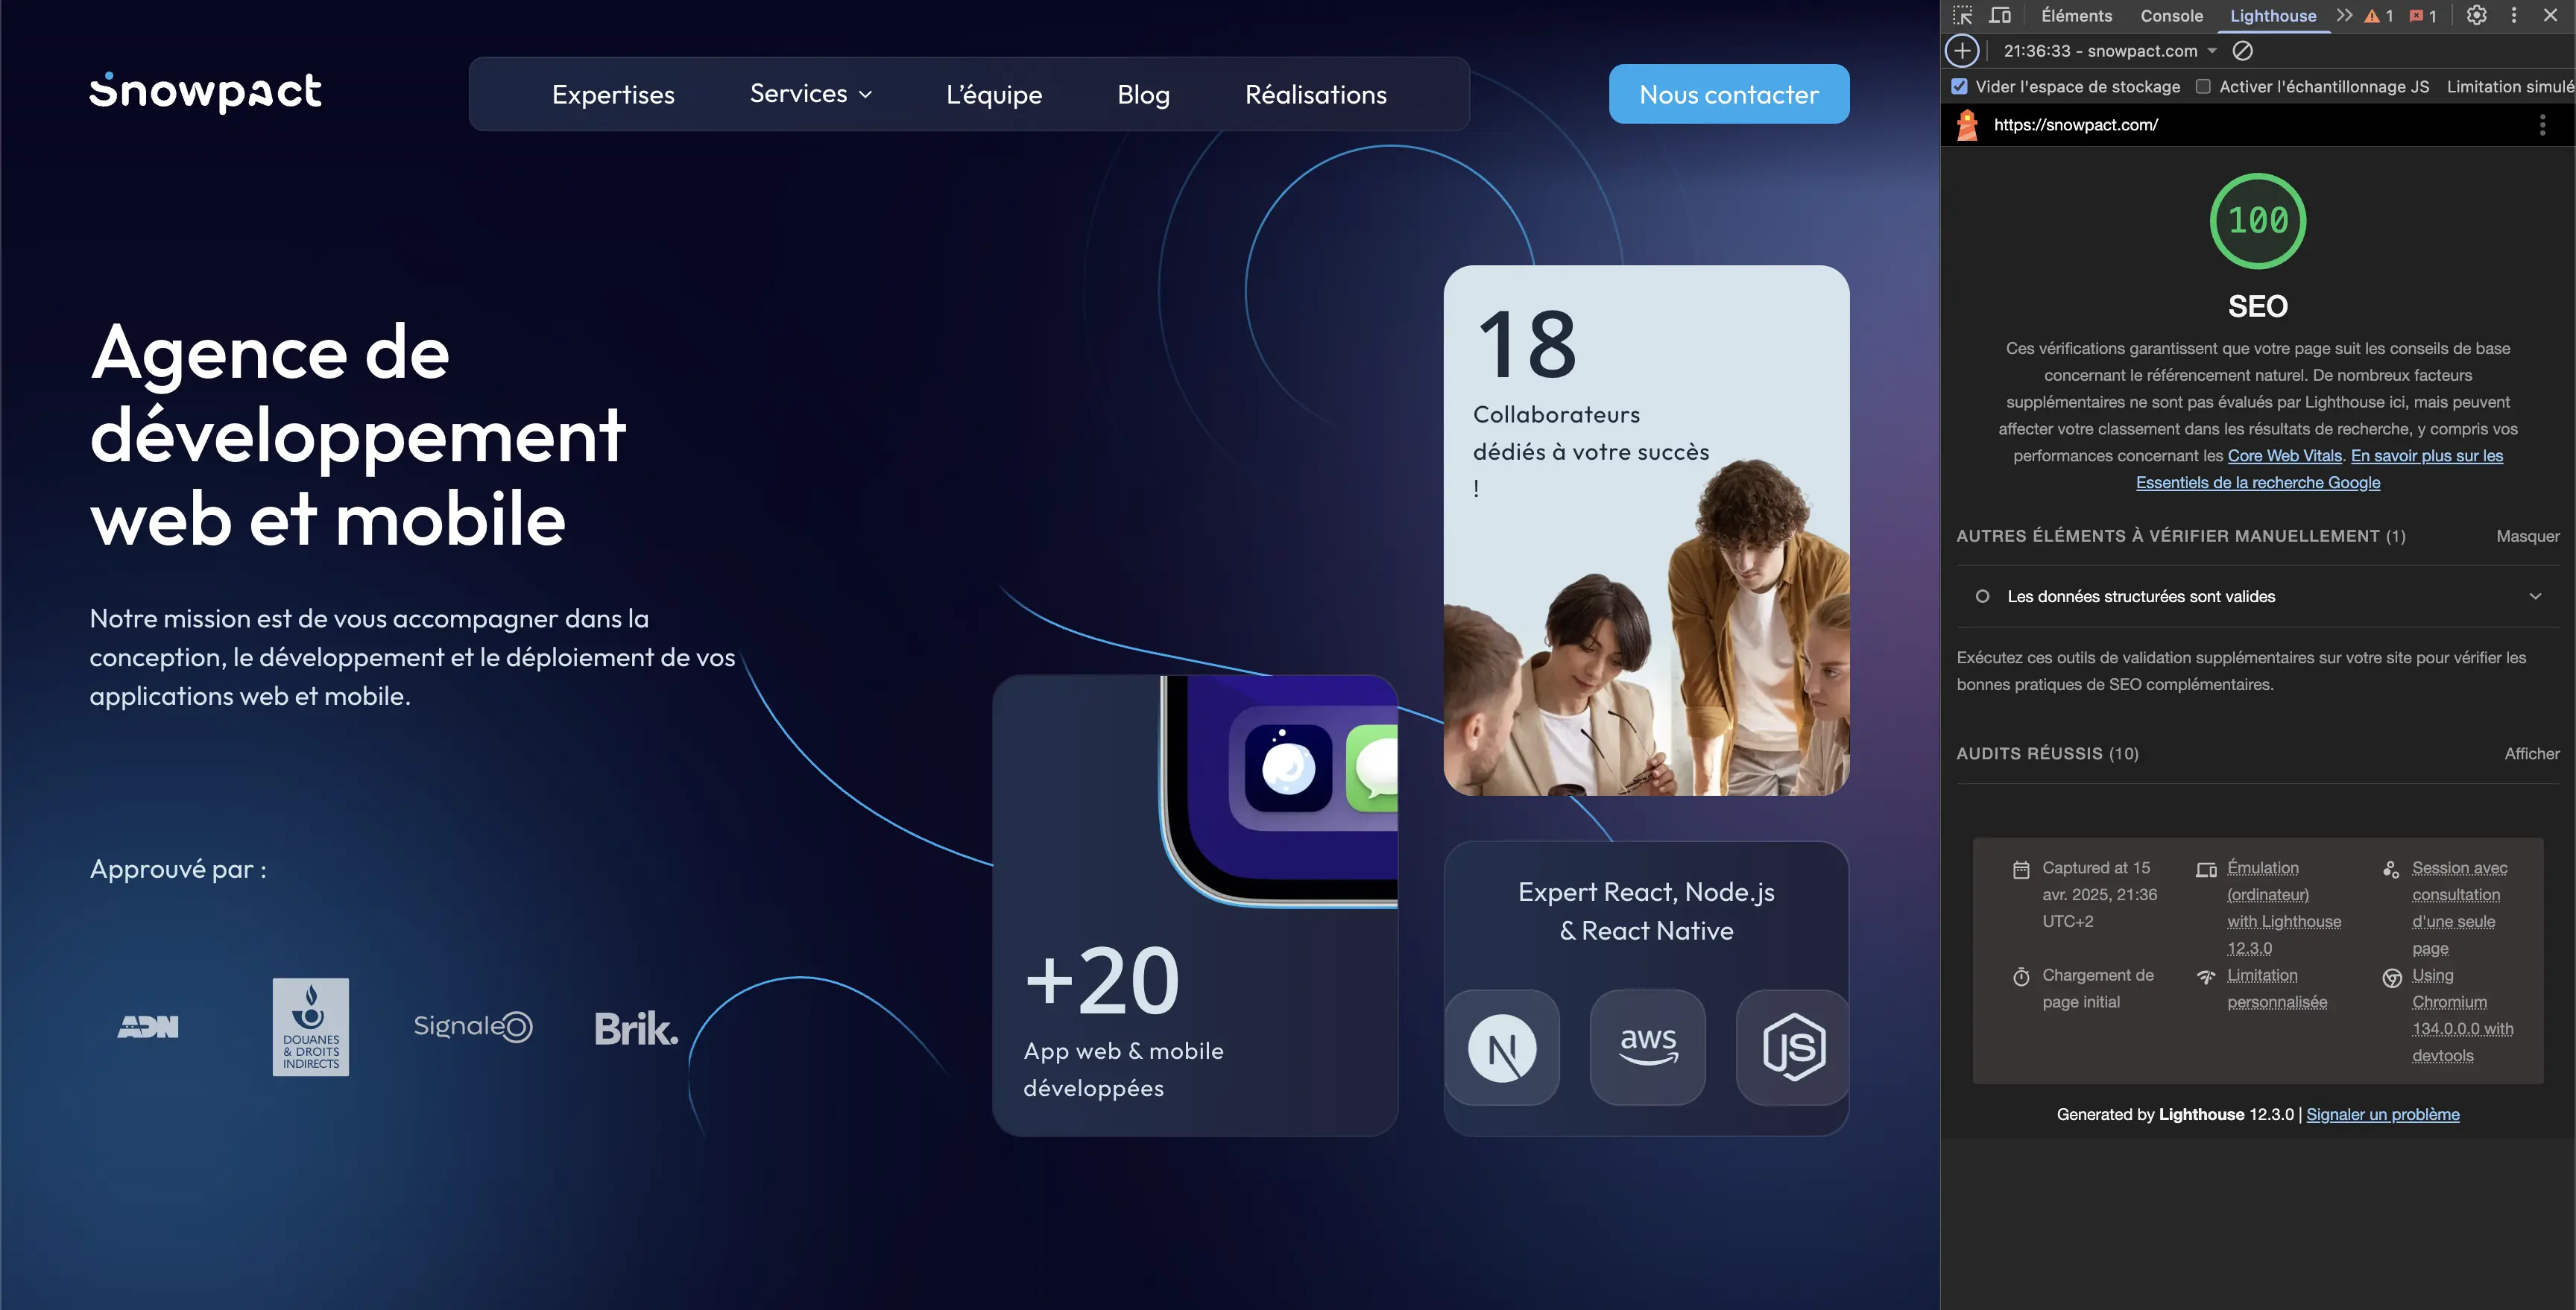 Snowpact
Expertises
Services
L'équipe
Blog
Réalisations
Nous contacter
Agence de
développement
web et mobile
Notre mission est de vous accompagner dans la
conception, le développement et le déploiement de vos
applications web et mobile.
Approuvé par :
ADN
DOUANES
& DROITS
INDIRECTS
SignaleO
Brik.
18
Collaborateurs
dédiés à votre succès
!
+20
App web & mobile
développées
Expert React, Node.js
& React Native
N
aws
JS
Éléments
Console
Lighthouse
1
1
21:36:33 - snowpact.com
Vider l'espace de stockage
Activer l'échantillonnage JS
Limitation simulé
https://snowpact.com/
100
SEO
Ces vérifications garantissent que votre page suit les conseils de base
concernant le référencement naturel. De nombreux facteurs
supplémentaires ne sont pas évalués par Lighthouse ici, mais peuvent
affecter votre classement dans les résultats de recherche, y compris vos
performances concernant les Core Web Vitals. En savoir plus sur les
Essentiels de la recherche Google
AUTRES ÉLÉMENTS À VÉRIFIER MANUELLEMENT (1)
Masquer
Les données structurées sont valides
Exécutez ces outils de validation supplémentaires sur votre site pour vérifier les
bonnes pratiques de SEO complémentaires.
AUDITS RÉUSSIS (10)
Afficher
Captured at 15
avr. 2025, 21:36
UTC+2
Émulation
(ordinateur)
with Lighthouse
12.3.0
Session avec
consultation
d'une seule
page
Chargement de
page initial
Limitation
personnalisée
Using
Chromium
134.0.0.0 with
devtools
Generated by Lighthouse 12.3.0 | Signaler un problème